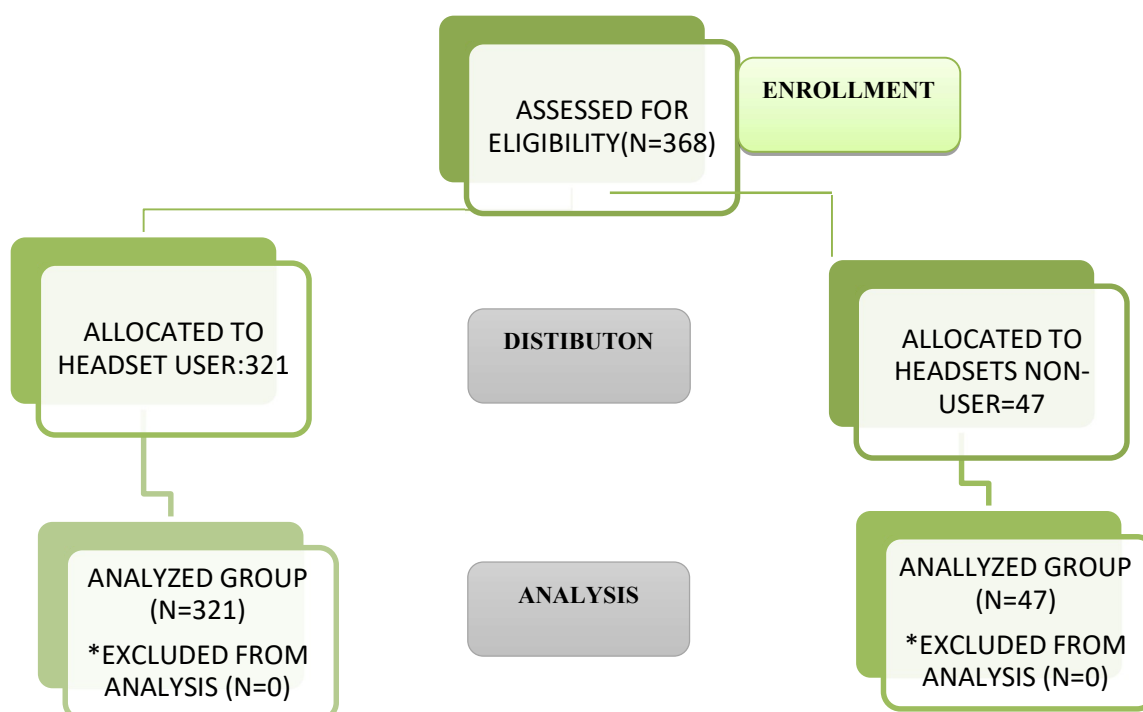 ASSESSED FOR
ELIGIBILITY(N=368)
ENROLLMENT
ALLOCATED TO
HEADSET USER:321
DISTIBUTON
ALLOCATED TO
HEADSETS NON-
USER=47
ANALYZED GROUP
(N=321)
*EXCLUDED FROM
ANALYSIS (N=0)
ANALYSIS
ANALLYZED GROUP
(N=47)
*EXCLUDED FROM
ANALYSIS (N=0)